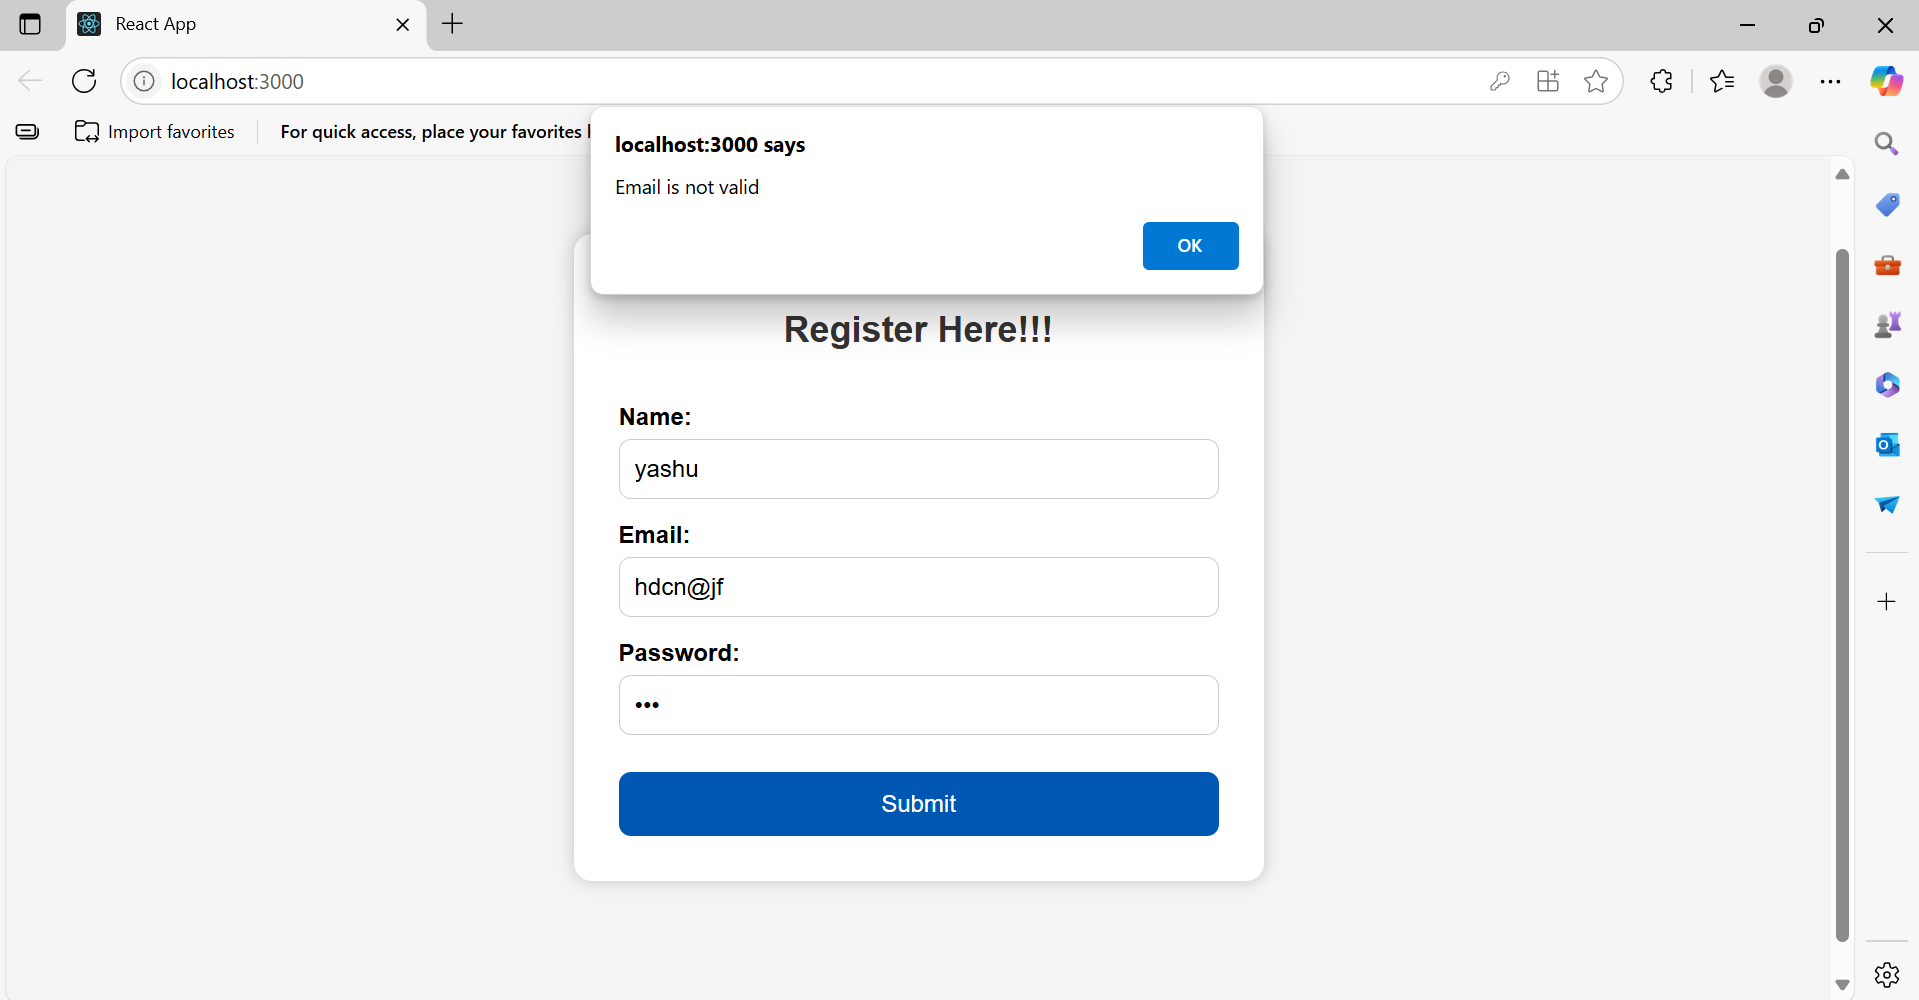 React App
localhost:3000
Import favorites
For quick access, place your favorites
localhost:3000 says
Email is not valid
OK
Register Here!!!
Name:
yashu
Email:
hdcn@jf
Password:
•••
Submit